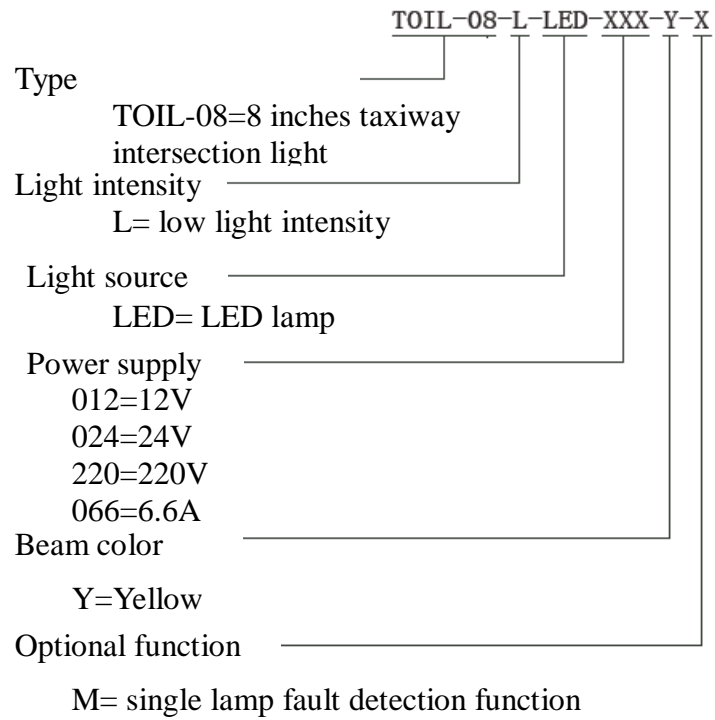 TOIL-08-L-LED-XXX-Y-X
Type
TOIL-08=8 inches taxiway
intersection light
Light intensity
L= low light intensity
Light source
LED= LED lamp
Power supply
012=12V
024=24V
220=220V
066=6.6A
Beam color
Y=Yellow
Optional function
M= single lamp fault detection function